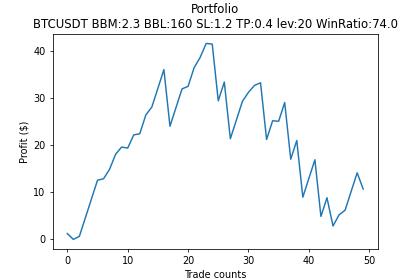 Portfolio
BTCUSDT BBM:2.3 BBL:160 SL:1.2 TP:0.4 lev:20 WinRatio:74.0
40
30
20
10
0
Profit ($)
0 10 20 30 40 50
Trade counts